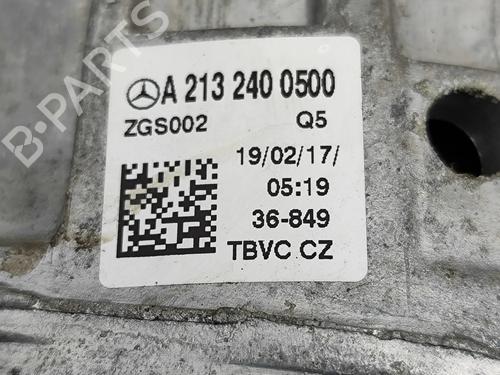 A 213 240 0500
ZGS002 Q5
19/02/17/
05:19
36-849
TBVC CZ
B-PARTS